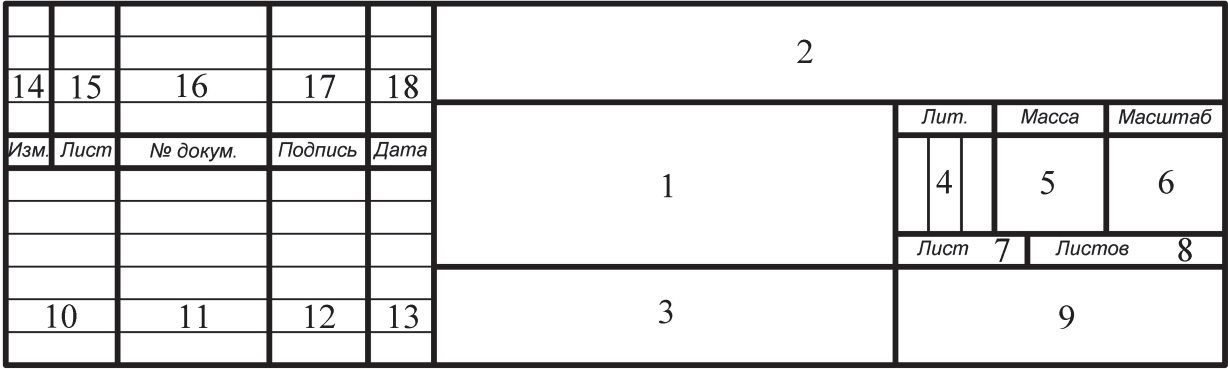 2
14 15 16 17 18
Лит. Масса Масштаб
Изм. Лист № докум. Подпись Дата
1 4 5 6
Лист 7 Листов 8
10 11 12 13 3 9